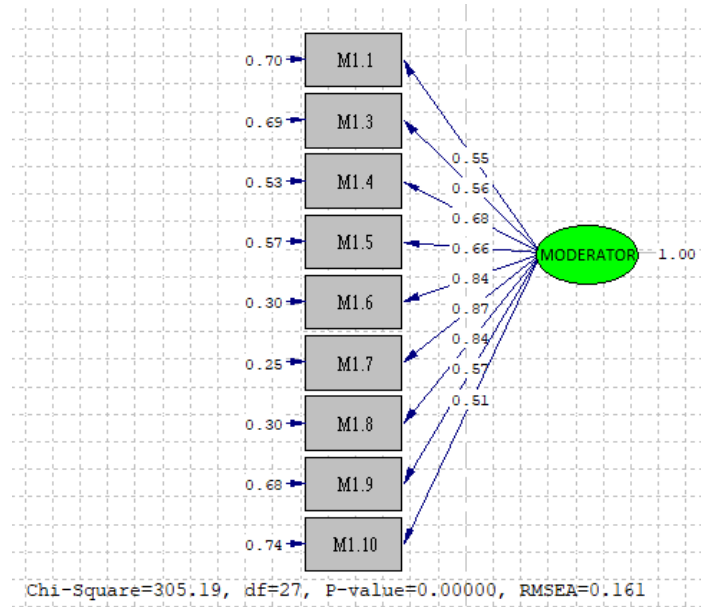 0.70 M1.1
0.69 M1.3
0.53 M1.4
0.57 M1.5
0.30 M1.6
0.25 M1.7
0.30 M1.8
0.68 M1.9
0.74 M1.10
0.55
0.56
0.68
0.66
0.84
0.87
0.84
0.57
0.51
MODERATOR 1.00
Chi-Square=305.19, df=27, P-value=0.00000, RMSEA=0.161